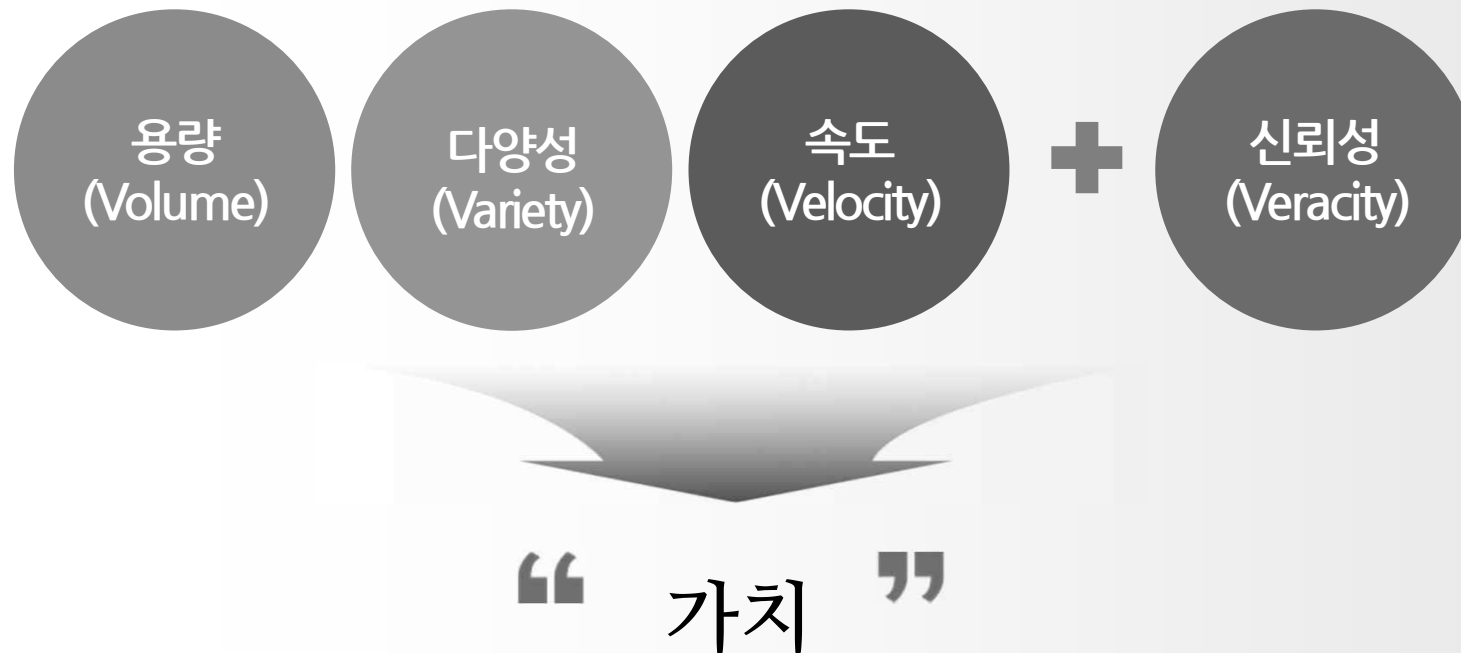 용량
(Volume)
다양성
(Variety)
속도
(Velocity)
+
신뢰성
(Veracity)
“ 가치 ”